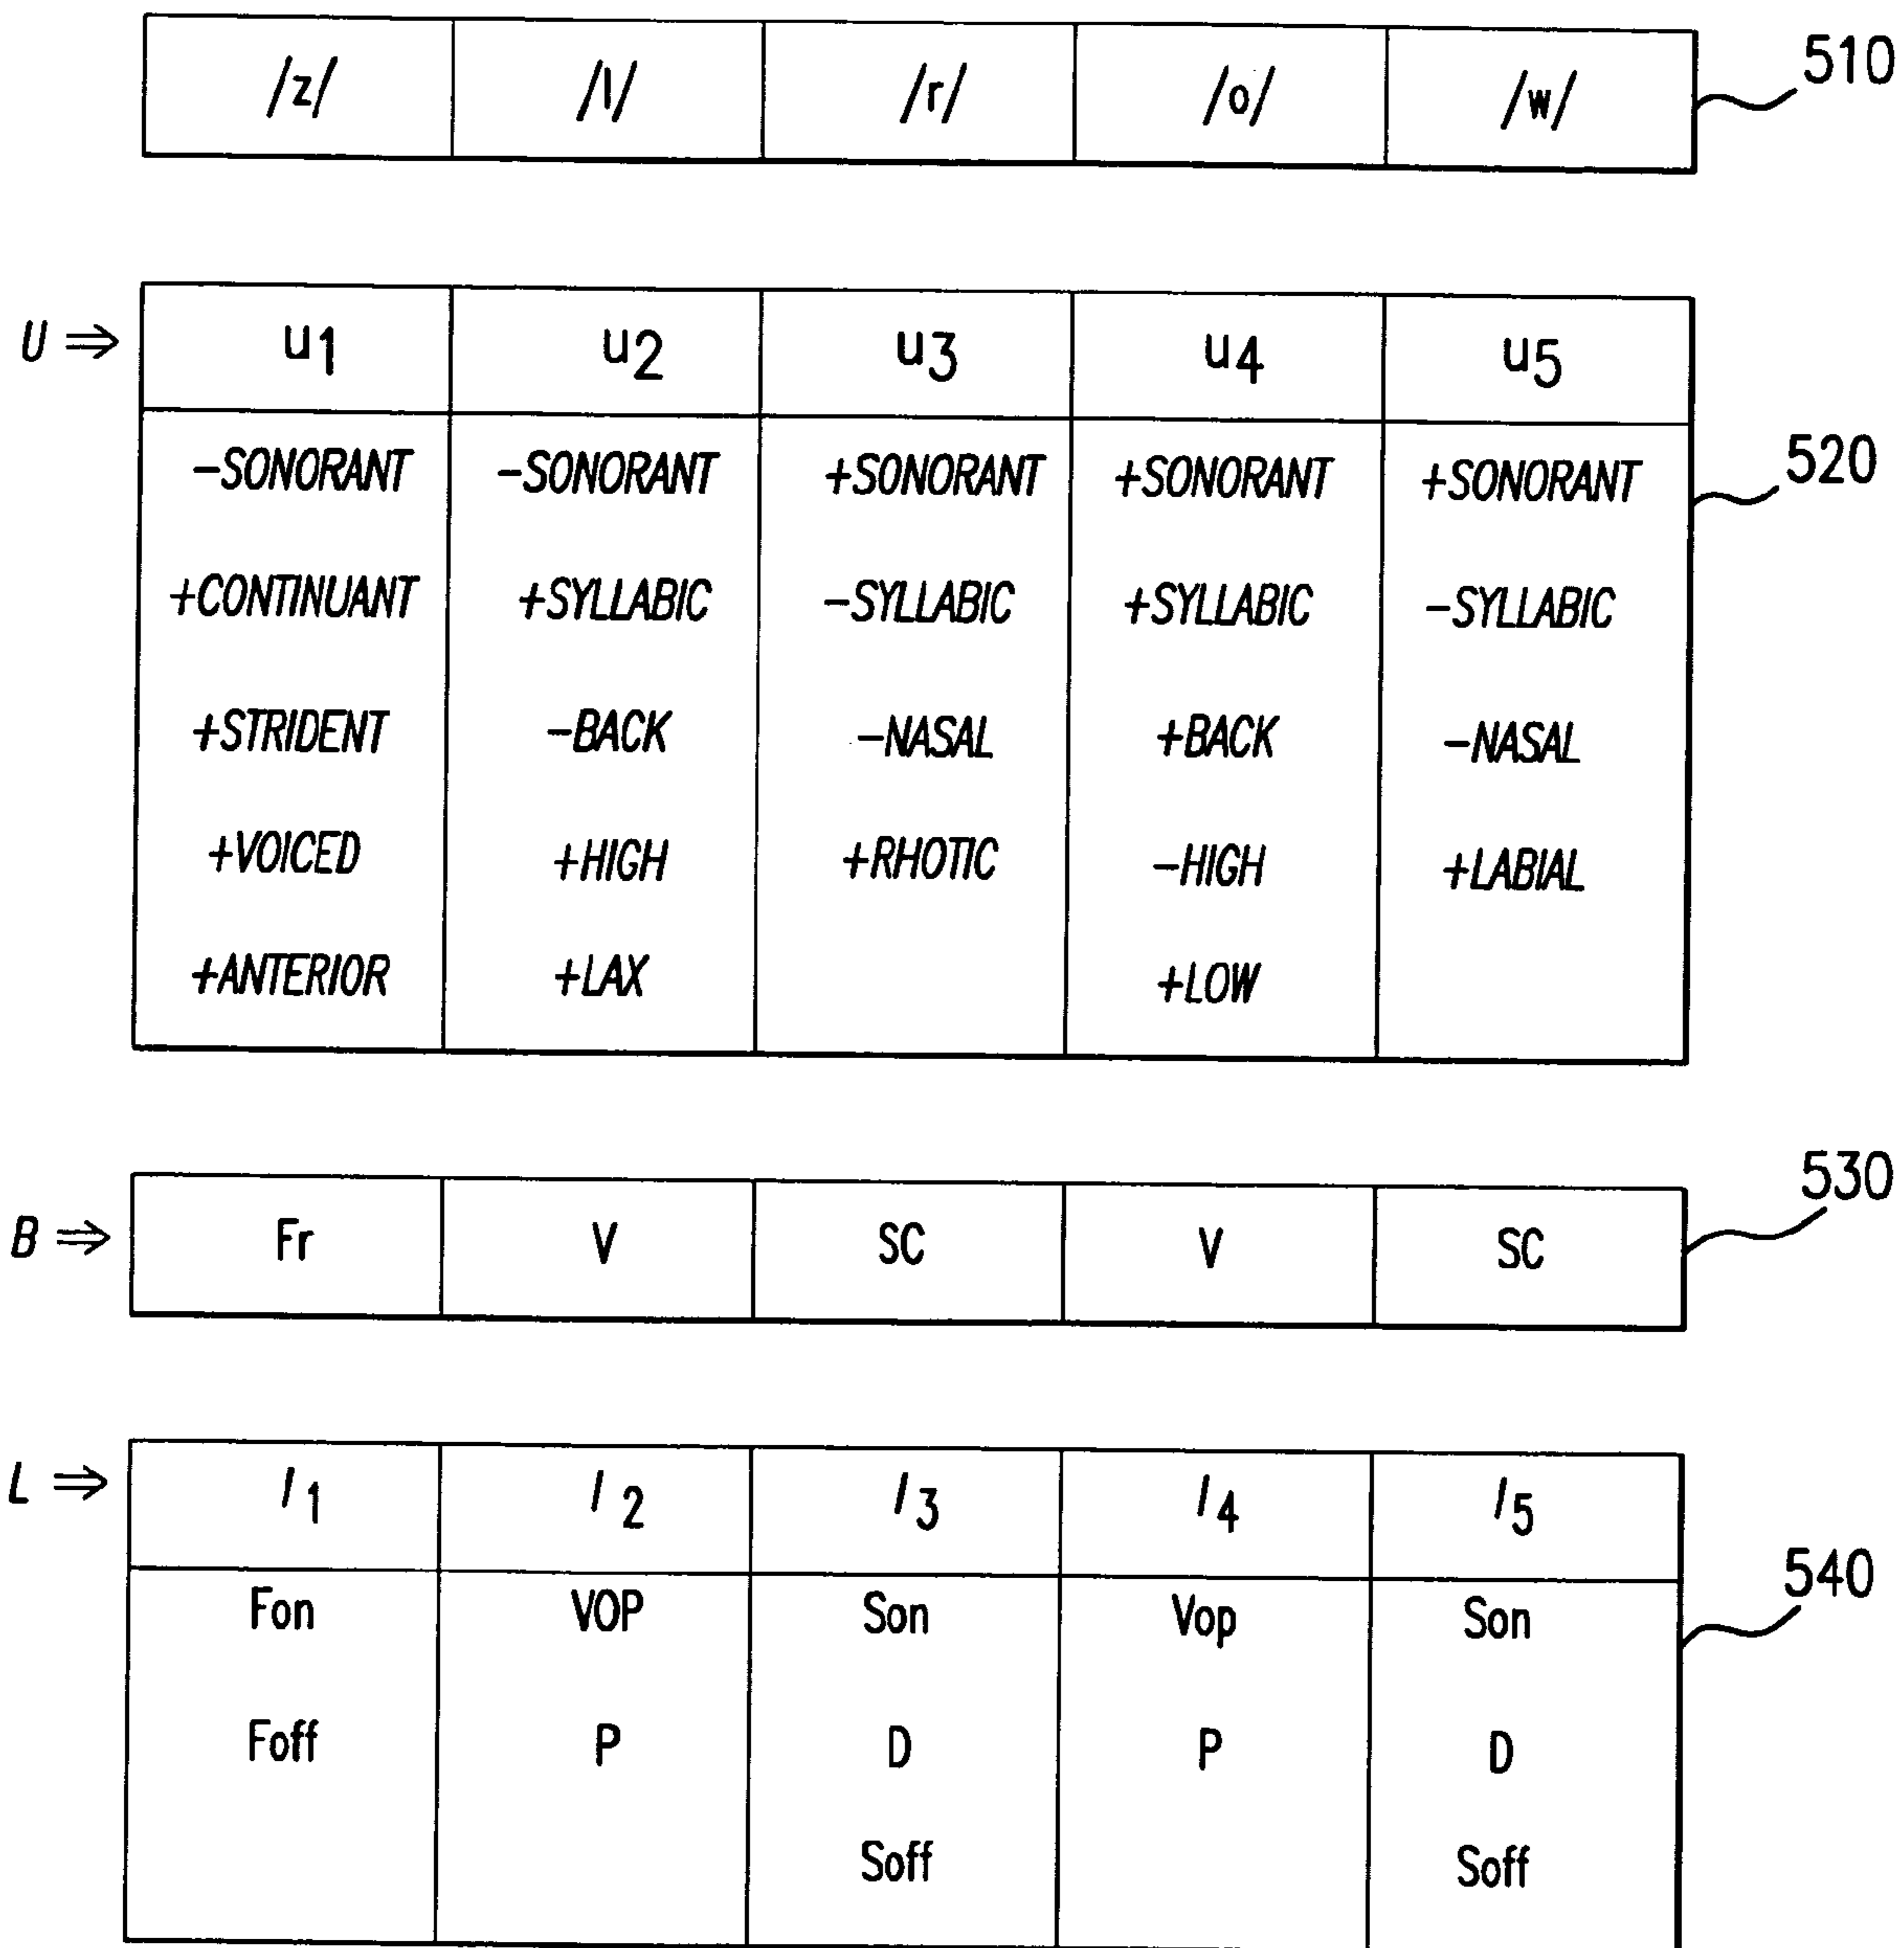 /z/ /I/ /r/ /o/ /w/ 510
U ⇒ u1 u2 u3 u4 u5
–SONORANT –SONORANT +SONORANT +SONORANT +SONORANT 520
+CONTINUANT +SYLLABIC –SYLLABIC +SYLLABIC –SYLLABIC
+STRIDENT –BACK –NASAL +BACK –NASAL
+VOICED +HIGH +RHOTIC –HIGH +LABIAL
+ANTERIOR +LAX +LOW
530
B ⇒ Fr V SC V SC
L ⇒ l1 l2 l3 l4 l5
Fon VOP Son Vop Son 540
Foff P D P D
Soff Soff